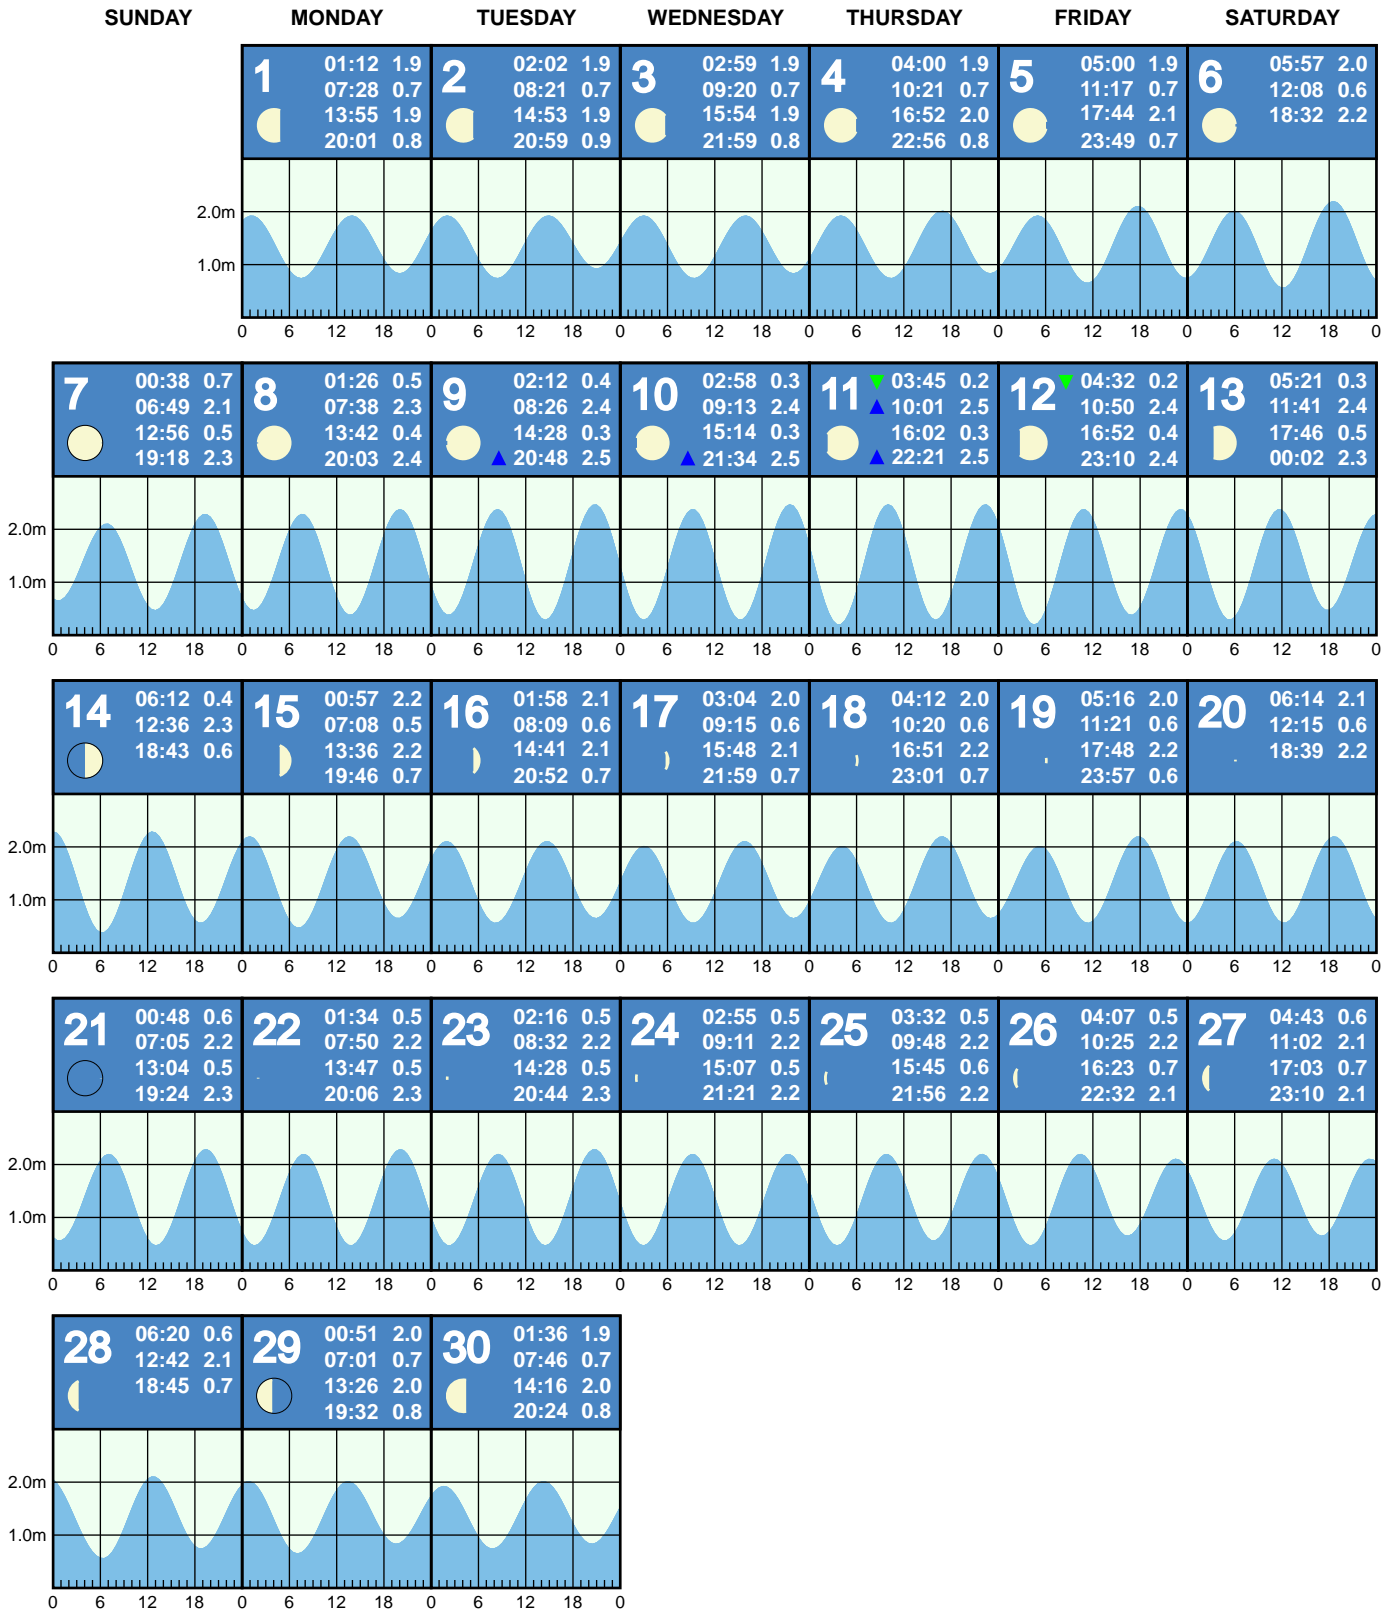 SUNDAY MONDAY TUESDAY WEDNESDAY THURSDAY FRIDAY SATURDAY
1 01:12 1.9 07:28 0.7 13:55 1.9 20:01 0.8
2 02:02 1.9 08:21 0.7 14:53 1.9 20:59 0.9
3 02:59 1.9 09:20 0.7 15:54 1.9 21:59 0.8
4 04:00 1.9 10:21 0.7 16:52 2.0 22:56 0.8
5 05:00 1.9 11:17 0.7 17:44 2.1 23:49 0.7
6 05:57 2.0 12:08 0.6 18:32 2.2
2.0m
1.0m
0 6 12 18 0 6 12 18 0 6 12 18 0 6 12 18 0 6 12 18 0 6 12 18 0
7 00:38 0.7 06:49 2.1 12:56 0.5 19:18 2.3
8 01:26 0.5 07:38 2.3 13:42 0.4 20:03 2.4
9 02:12 0.4 08:26 2.4 14:28 0.3 20:48 2.5
10 02:58 0.3 09:13 2.4 15:14 0.3 21:34 2.5
11 03:45 0.2 10:01 2.5 16:02 0.3 22:21 2.5
12 04:32 0.2 10:50 2.4 16:52 0.4 23:10 2.4
13 05:21 0.3 11:41 2.4 17:46 0.5 00:02 2.3
2.0m
1.0m
0 6 12 18 0 6 12 18 0 6 12 18 0 6 12 18 0 6 12 18 0 6 12 18 0 6 12 18 0
14 06:12 0.4 12:36 2.3 18:43 0.6
15 00:57 2.2 07:08 0.5 13:36 2.2 19:46 0.7
16 01:58 2.1 08:09 0.6 14:41 2.1 20:52 0.7
17 03:04 2.0 09:15 0.6 15:48 2.1 21:59 0.7
18 04:12 2.0 10:20 0.6 16:51 2.2 23:01 0.7
19 05:16 2.0 11:21 0.6 17:48 2.2 23:57 0.6
20 06:14 2.1 12:15 0.6 18:39 2.2
2.0m
1.0m
0 6 12 18 0 6 12 18 0 6 12 18 0 6 12 18 0 6 12 18 0 6 12 18 0 6 12 18 0
21 00:48 0.6 07:05 2.2 13:04 0.5 19:24 2.3
22 01:34 0.5 07:50 2.2 13:47 0.5 20:06 2.3
23 02:16 0.5 08:32 2.2 14:28 0.5 20:44 2.3
24 02:55 0.5 09:11 2.2 15:07 0.5 21:21 2.2
25 03:32 0.5 09:48 2.2 15:45 0.6 21:56 2.2
26 04:07 0.5 10:25 2.2 16:23 0.7 22:32 2.1
27 04:43 0.6 11:02 2.1 17:03 0.7 23:10 2.1
2.0m
1.0m
0 6 12 18 0 6 12 18 0 6 12 18 0 6 12 18 0 6 12 18 0 6 12 18 0 6 12 18 0
28 06:20 0.6 12:42 2.1 18:45 0.7
29 00:51 2.0 07:01 0.7 13:26 2.0 19:32 0.8
30 01:36 1.9 07:46 0.7 14:16 2.0 20:24 0.8
2.0m
1.0m
0 6 12 18 0 6 12 18 0 6 12 18 0